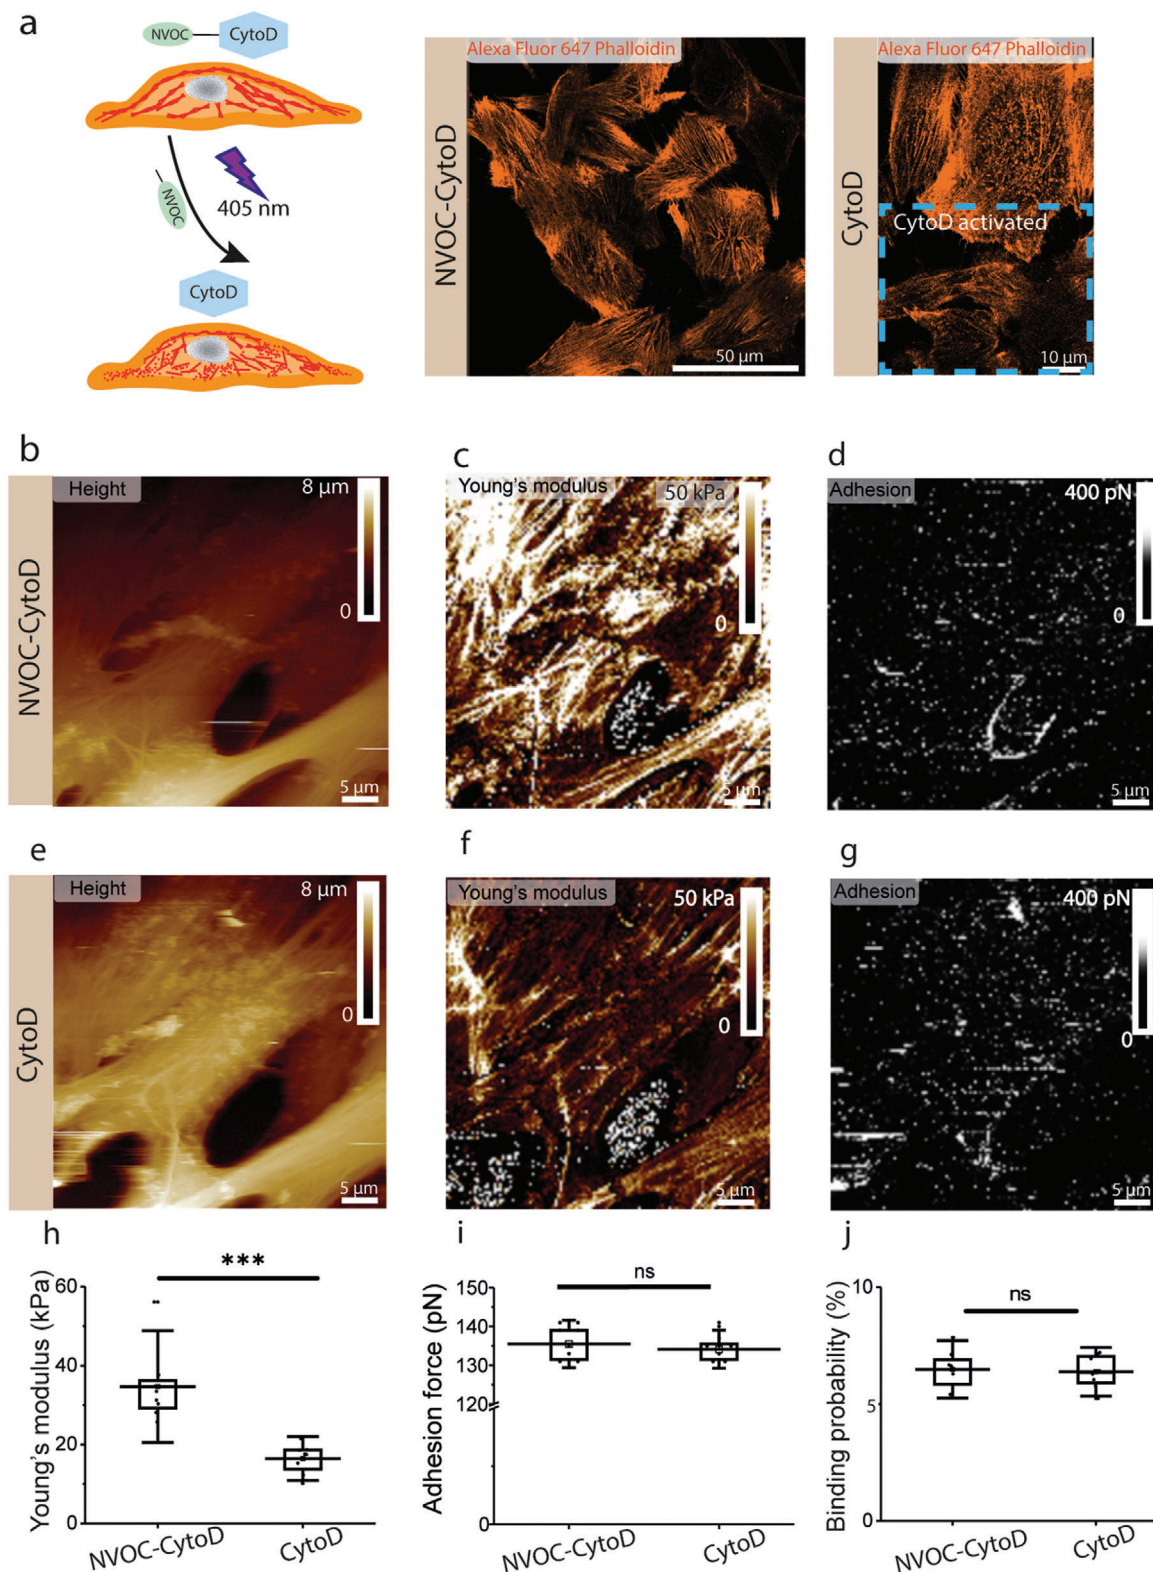 a
NVOC
CytoD
NVOC
405 nm
CytoD
NVOC-CytoD
Alexa Fluor 647 Phalloidin
50 µm
CytoD
Alexa Fluor 647 Phalloidin
CytoD activated
10 µm
b
NVOC-CytoD
Height
8 µm
0
5 µm
c
Young's modulus
50 kPa
0
5 µm
d
Adhesion
400 pN
0
5 µm
e
CytoD
Height
8 µm
0
5 µm
f
Young's modulus
50 kPa
0
5 µm
g
Adhesion
400 pN
0
5 µm
h
Young's modulus (kPa)
60
40
20
0
***
NVOC-CytoD
CytoD
i
Adhesion force (pN)
150
140
130
120
0
ns
NVOC-CytoD
CytoD
j
Binding probability (%)
10
5
0
ns
NVOC-CytoD
CytoD